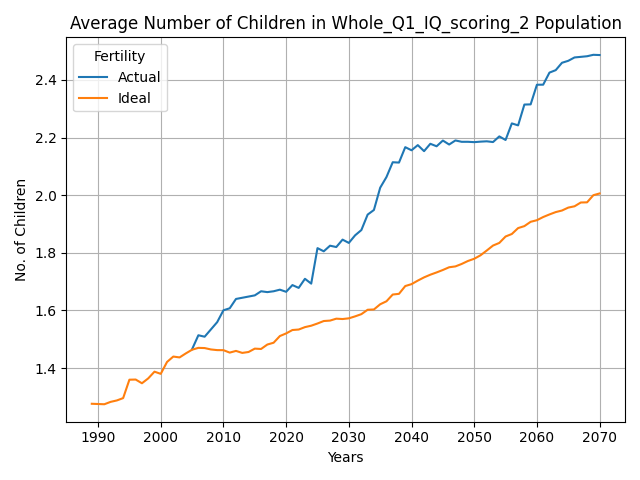 Average Number of Children in Whole_Q1_IQ_scoring_2 Population
Fertility
Actual
Ideal
No. of Children
2.4
2.2
2.0
1.8
1.6
1.4
1990 2000 2010 2020 2030 2040 2050 2060 2070
Years